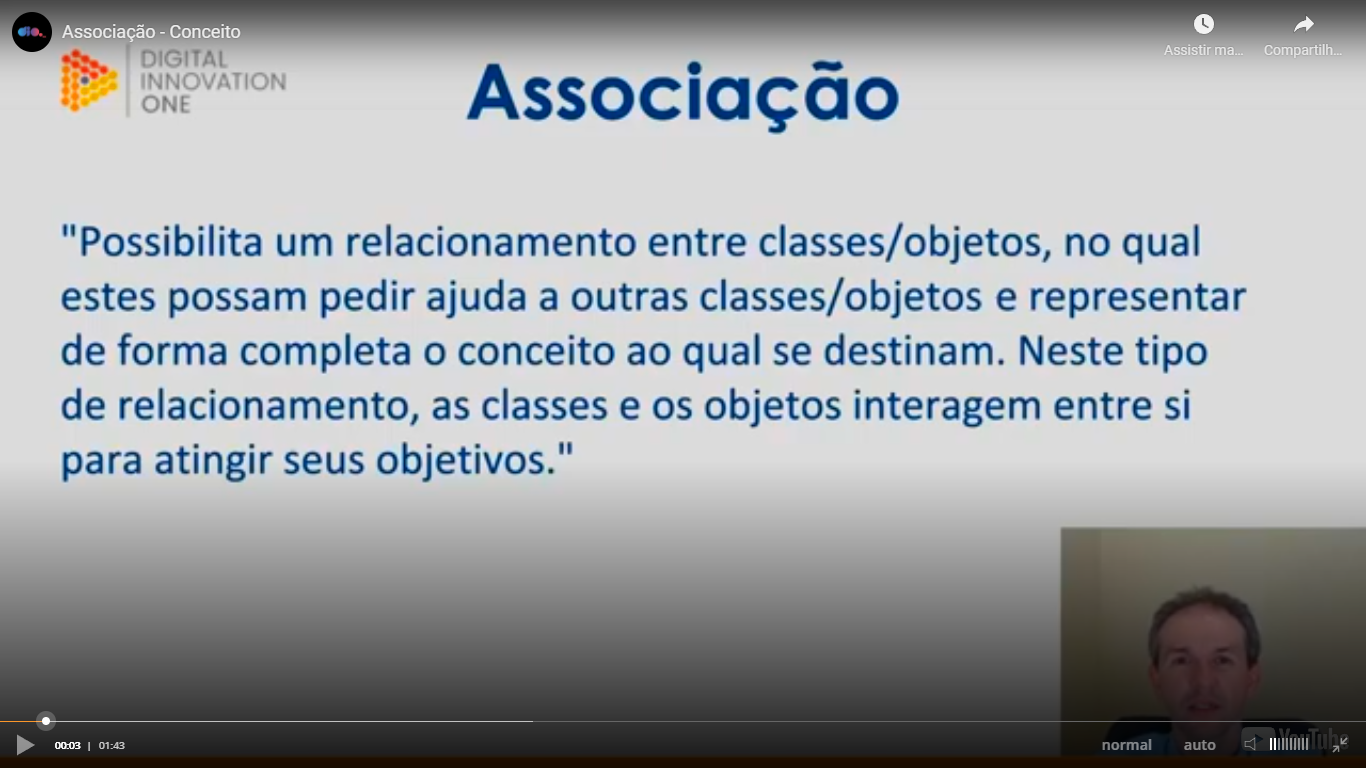 Associação - Conceito
Assistir ma...
Compartilh...
DIGITAL
INNOVATION
ONE
Associação
"Possibilita um relacionamento entre classes/objetos, no qual
estes possam pedir ajuda a outras classes/objetos e representar
de forma completa o conceito ao qual se destinam. Neste tipo
de relacionamento, as classes e os objetos interagem entre si
para atingir seus objetivos."
00:03 | 01:43
normal
auto
YouTube